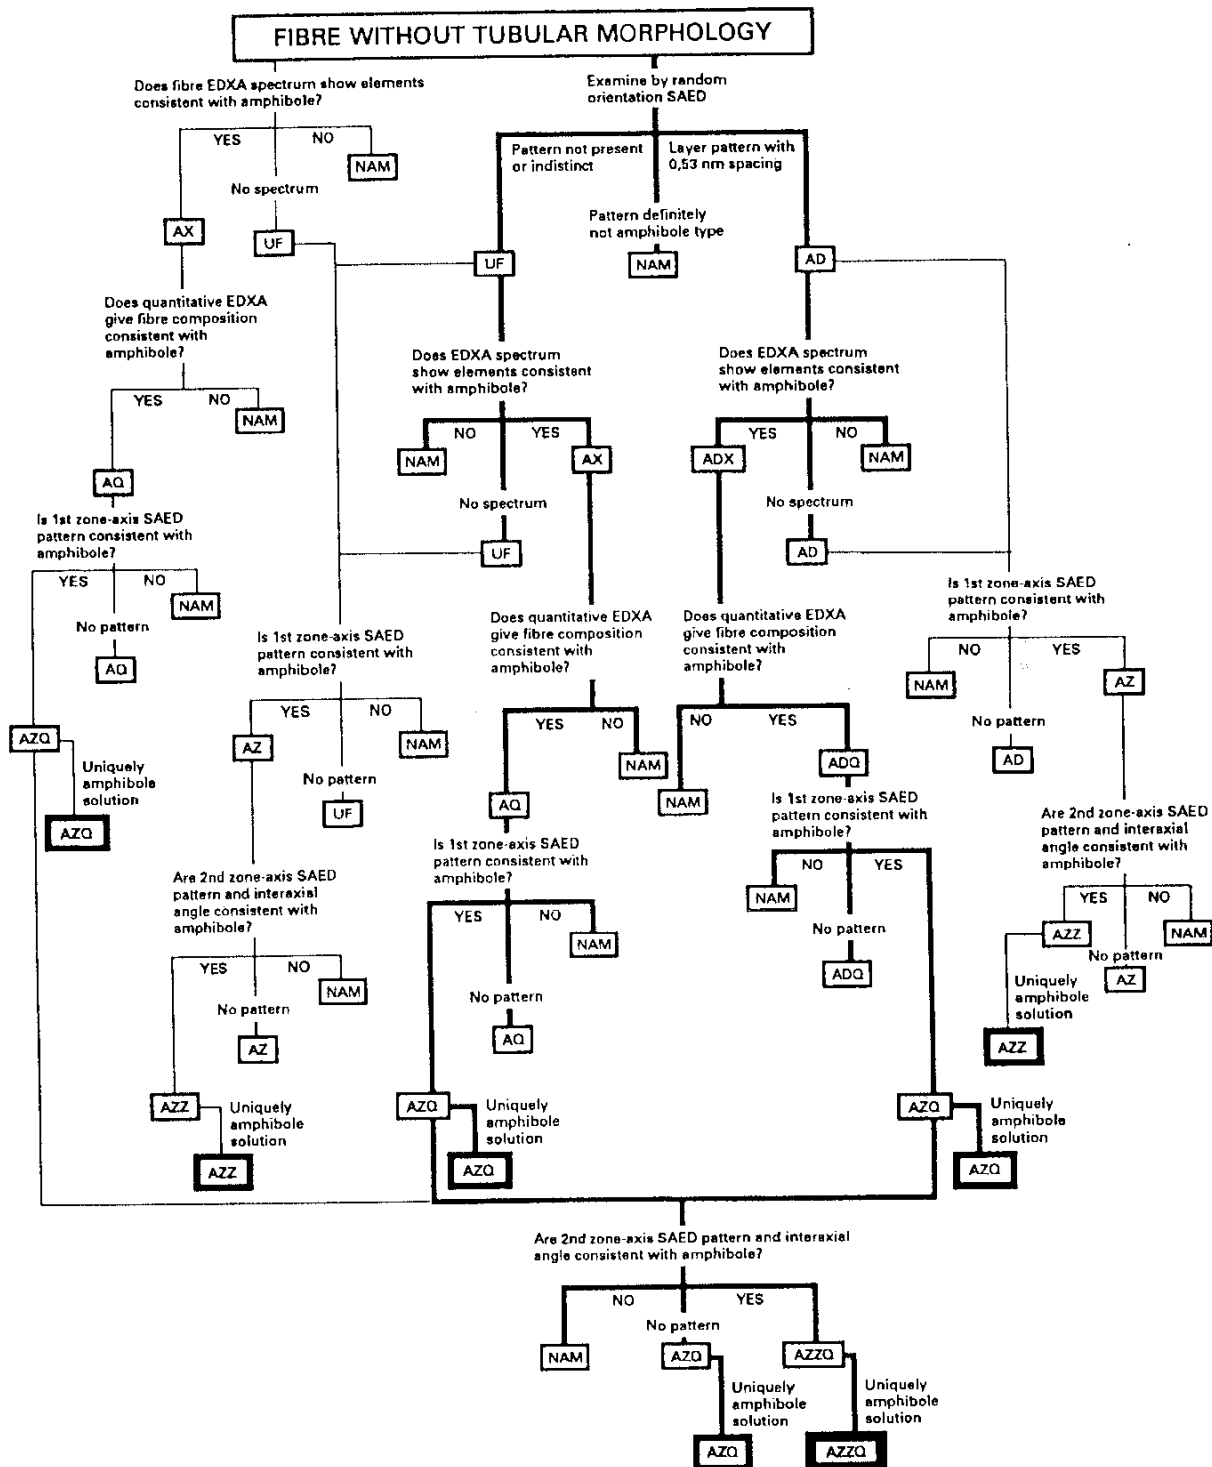 FIBRE WITHOUT TUBULAR MORPHOLOGY
Does fibre EDXA spectrum show elements
consistent with amphibole?
YES
NO
NAM
No spectrum
AX
UF
Does quantitative EDXA
give fibre composition
consistent with
amphibole?
YES
NO
NAM
AQ
Is 1st zone-axis SAED
pattern consistent with
amphibole?
YES
NO
NAM
No pattern
AQ
AZQ
Uniquely
amphibole
solution
AZQ
Is 1st zone-axis SAED
pattern consistent with
amphibole?
YES
NO
AZ
NAM
No pattern
UF
Are 2nd zone-axis SAED
pattern and interaxial
angle consistent with
amphibole?
YES
NO
NAM
No pattern
AZ
AZZ
Uniquely
amphibole
solution
AZZ
Examine by random
orientation SAED
Pattern not present
or indistinct
Layer pattern with
0,53 nm spacing
Pattern definitely
not amphibole type
UF
NAM
AD
Does EDXA spectrum
show elements consistent
with amphibole?
NO
YES
NAM
AX
No spectrum
UF
Does quantitative EDXA
give fibre composition
consistent with
amphibole?
YES
NO
NAM
AQ
Is 1st zone-axis SAED
pattern consistent with
amphibole?
YES
NO
NAM
No pattern
AQ
AZQ
Uniquely
amphibole
solution
AZQ
Does EDXA spectrum
show elements consistent
with amphibole?
YES
NO
ADX
NAM
No spectrum
AD
Does quantitative EDXA
give fibre composition
consistent with
amphibole?
NO
YES
NAM
ADQ
Is 1st zone-axis SAED
pattern consistent with
amphibole?
NO
YES
NAM
No pattern
ADQ
AZQ
Uniquely
amphibole
solution
AZQ
Is 1st zone-axis SAED
pattern consistent with
amphibole?
NO
YES
NAM
AZ
No pattern
AD
Are 2nd zone-axis SAED
pattern and interaxial
angle consistent with
amphibole?
YES
NO
AZZ
NAM
No pattern
AZ
Uniquely
amphibole
solution
AZZ
Are 2nd zone-axis SAED pattern and interaxial
angle consistent with amphibole?
NO
YES
No pattern
NAM
AZQ
AZZQ
Uniquely
amphibole
solution
Uniquely
amphibole
solution
AZQ
AZZQ